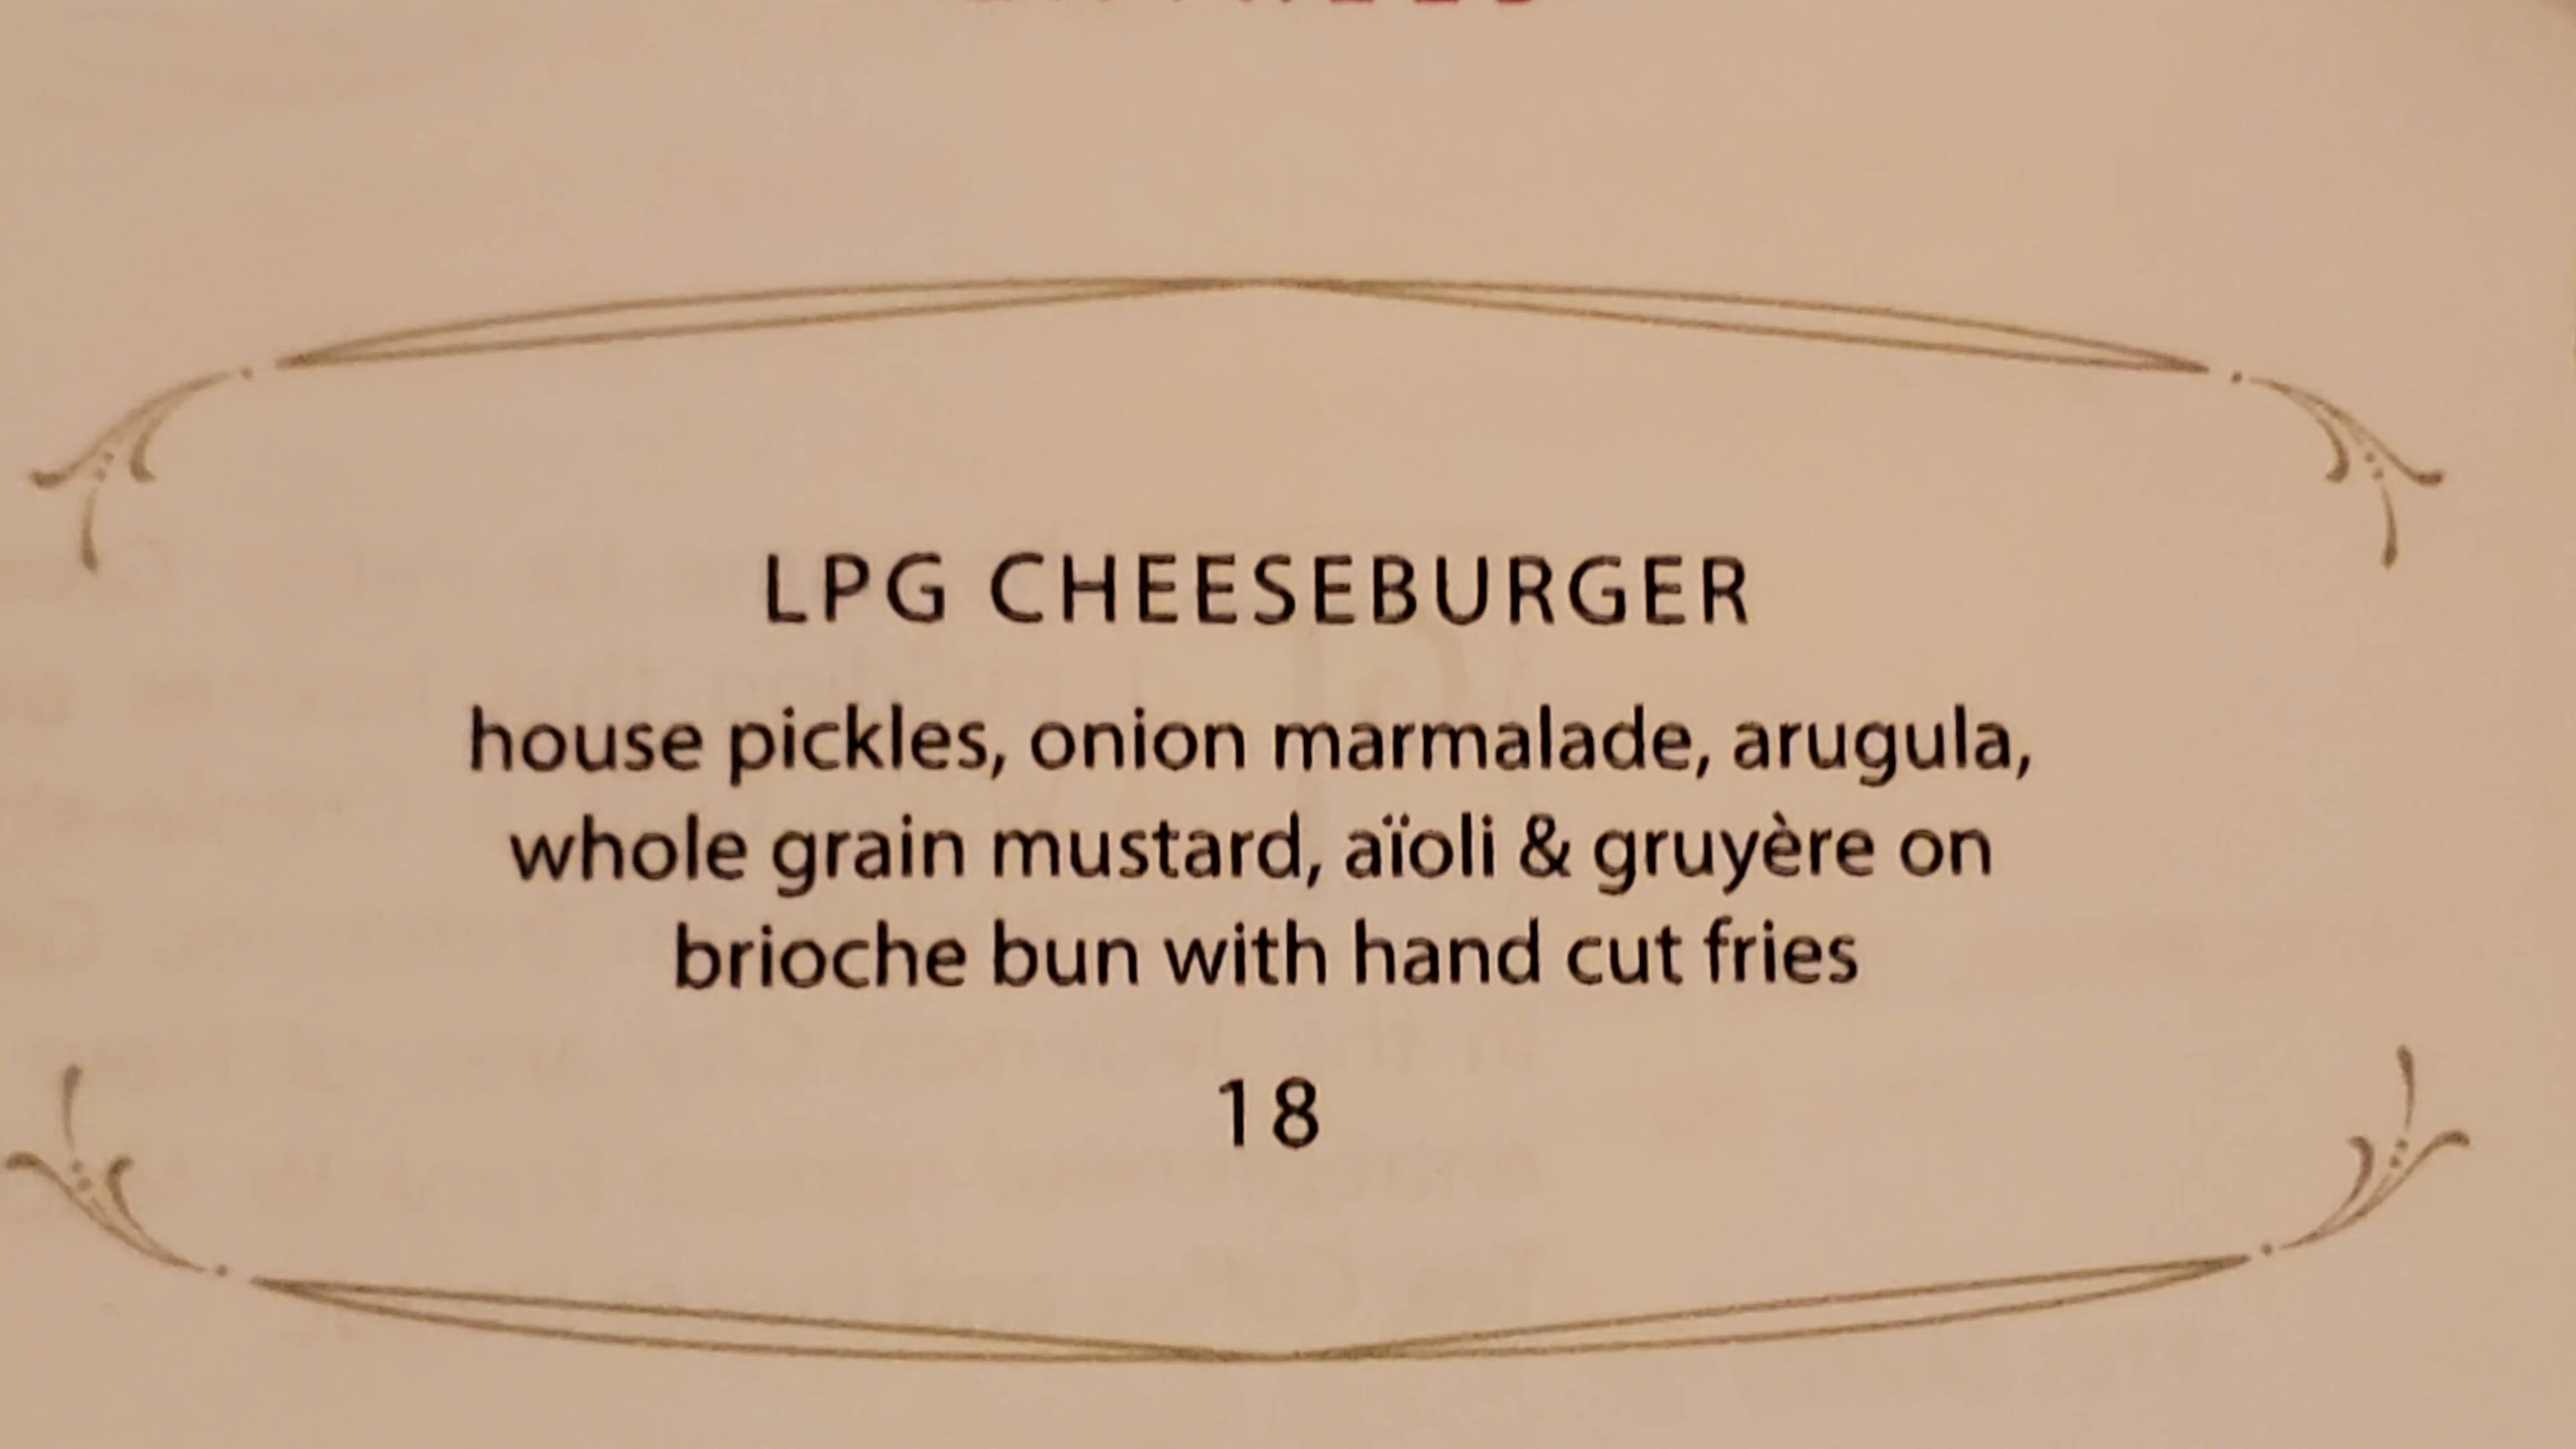 LPG CHEESEBURGER
house pickles, onion marmalade, arugula,
whole grain mustard, aïoli & gruyère on
brioche bun with hand cut fries
18